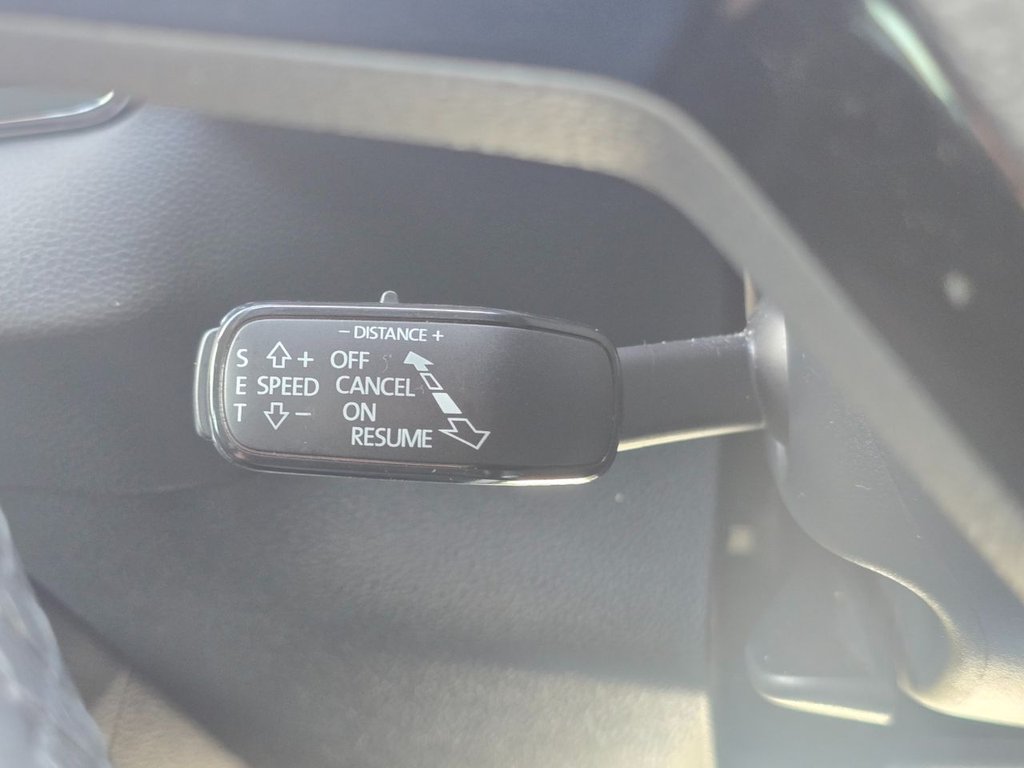 − DISTANCE +
S + OFF
E SPEED CANCEL
T − ON
RESUME